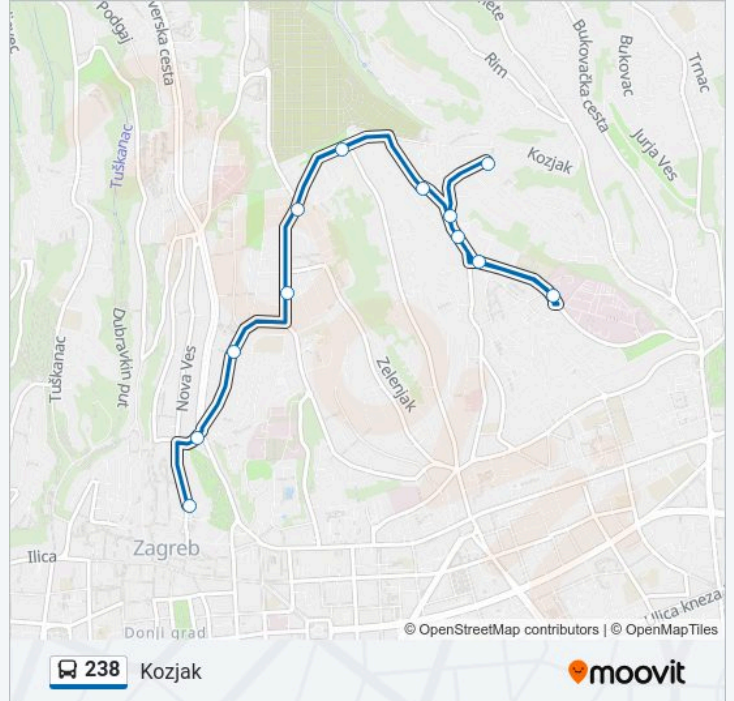 Podgaj
verska cesta
Rim
Bukovačka cesta
Bukovac
Trnac
Jurja Ves
Tuškanac
Kozjak
Tuškanac
Dubravkin put
Nova Ves
Zelenjak
Zagreb
Ilica
Donji grad
Ulica kneza
© OpenStreetMap contributors | © OpenMapTiles
238 Kozjak
moovit